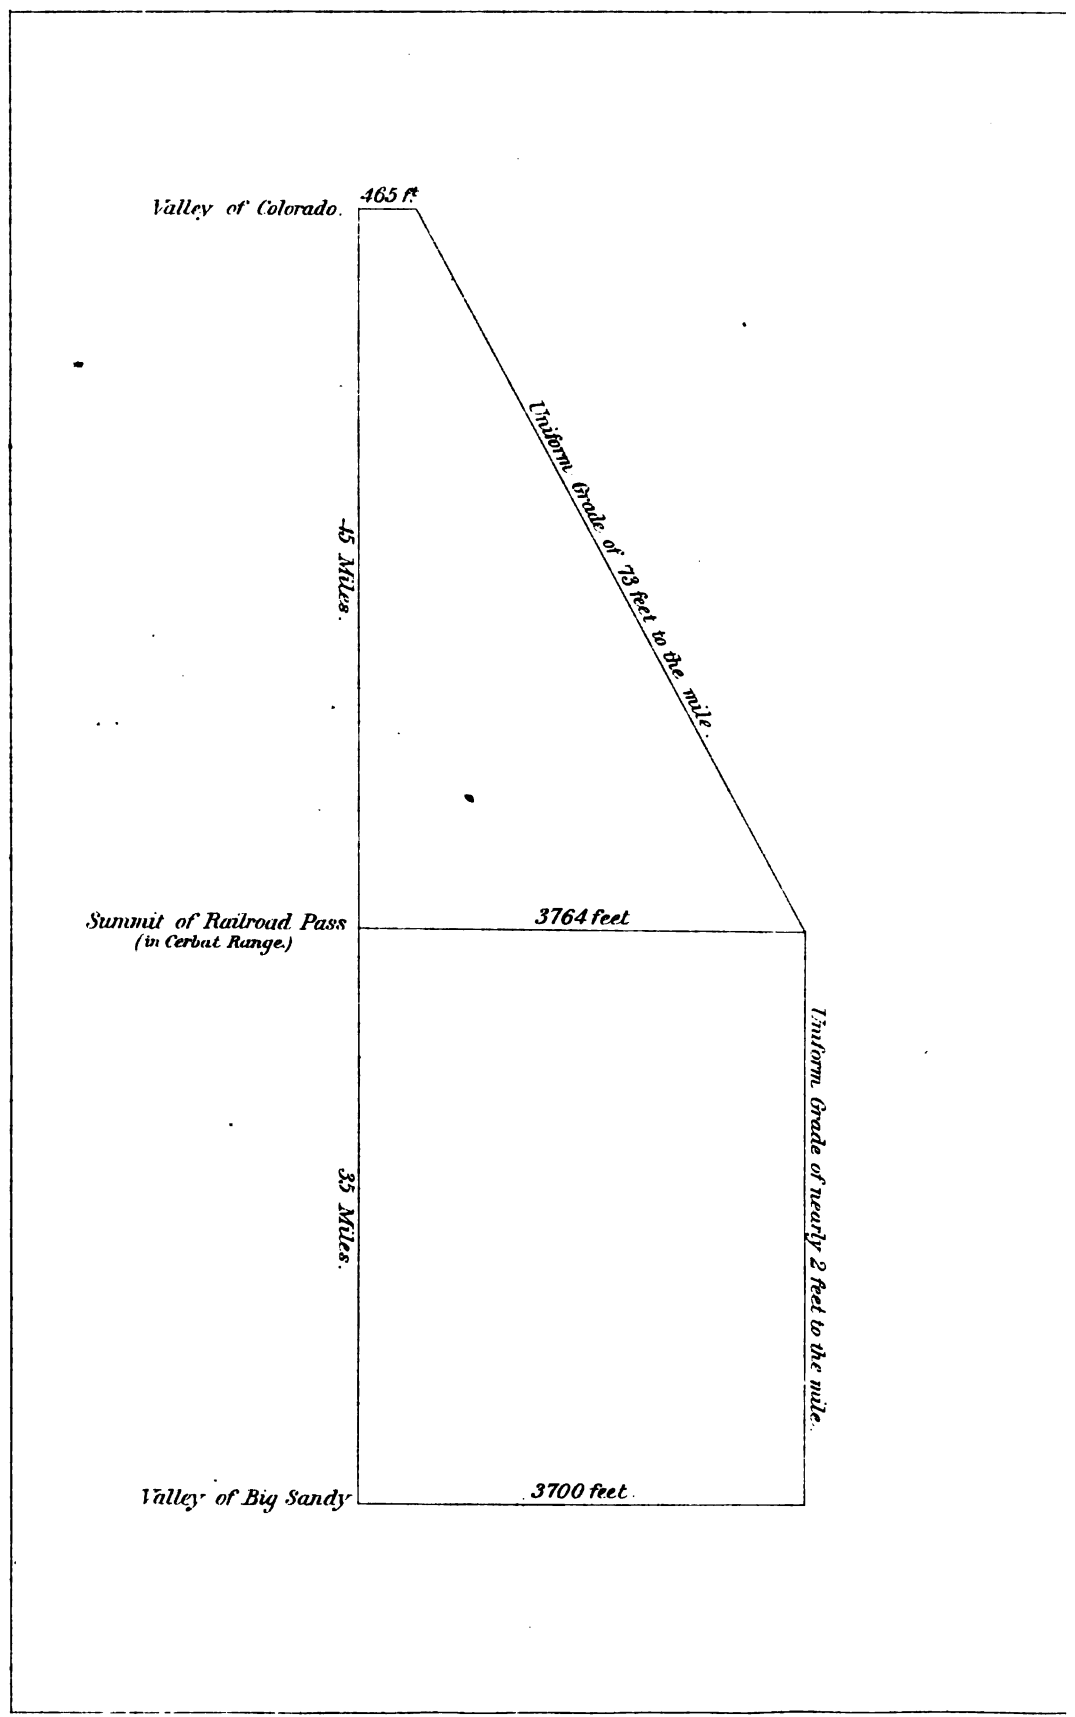 465 ft
Valley of Colorado.
Uniform Grade of 73 feet to the mile.
45 Miles.
Summit of Railroad Pass
(in Cerbat Range.)
3764 feet
Uniform Grade of nearly 2 feet to the mile.
35 Miles.
Valley of Big Sandy
3700 feet.